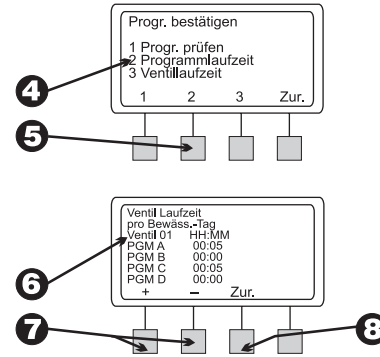 Progr. bestätigen
1 Progr. prüfen
4
2 Programmlaufzeit
3 Ventillaufzeit
1 2 3 Zur.
5
Ventil Laufzeit
pro Bewäss.-Tag
6
Ventil 01 HH:MM
PGM A 00:05
PGM B 00:00
PGM C 00:05
PGM D 00:00
+ – Zur.
7
8